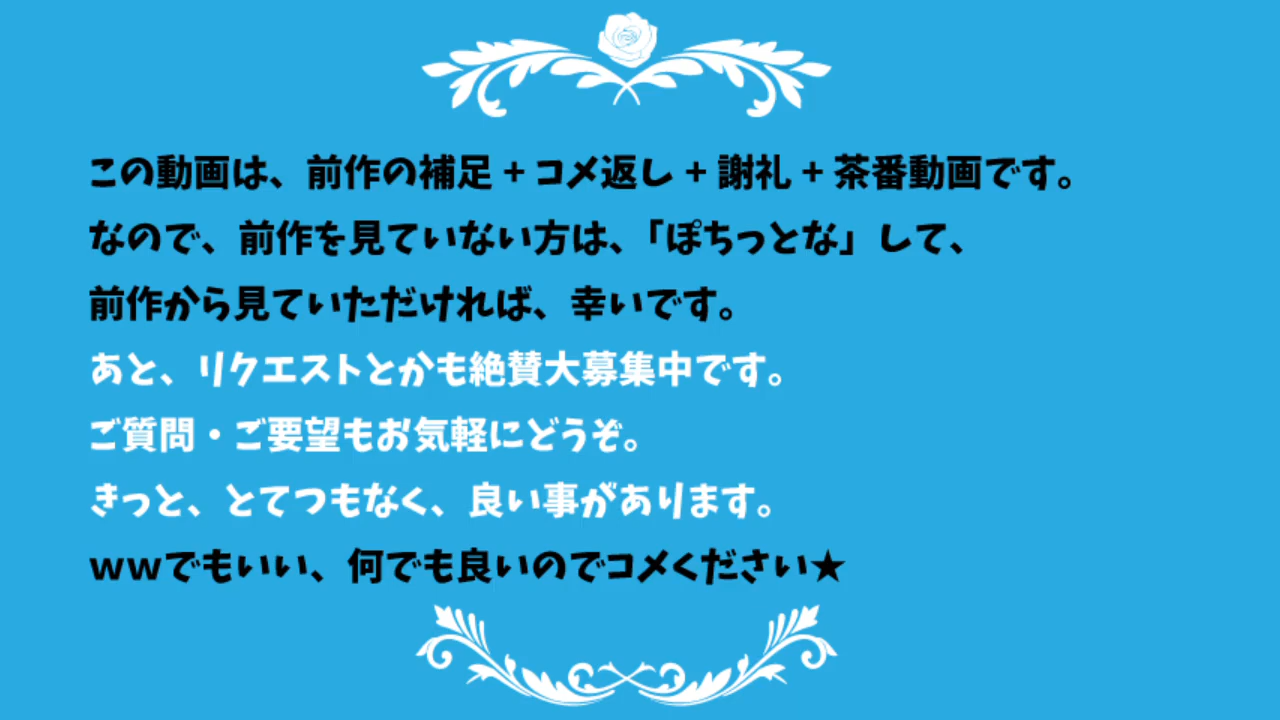 この動画は、前作の補足+コメ返し+謝礼+茶番動画です。
なので、前作を見ていない方は、「ぽちっとな」して、
前作から見ていただければ、幸いです。
あと、リクエストとかも絶賛大募集中です。
ご質問・ご要望もお気軽にどうぞ。
きっと、とてつもなく、良い事があります。
wwでもいい、何でも良いのでコメください★